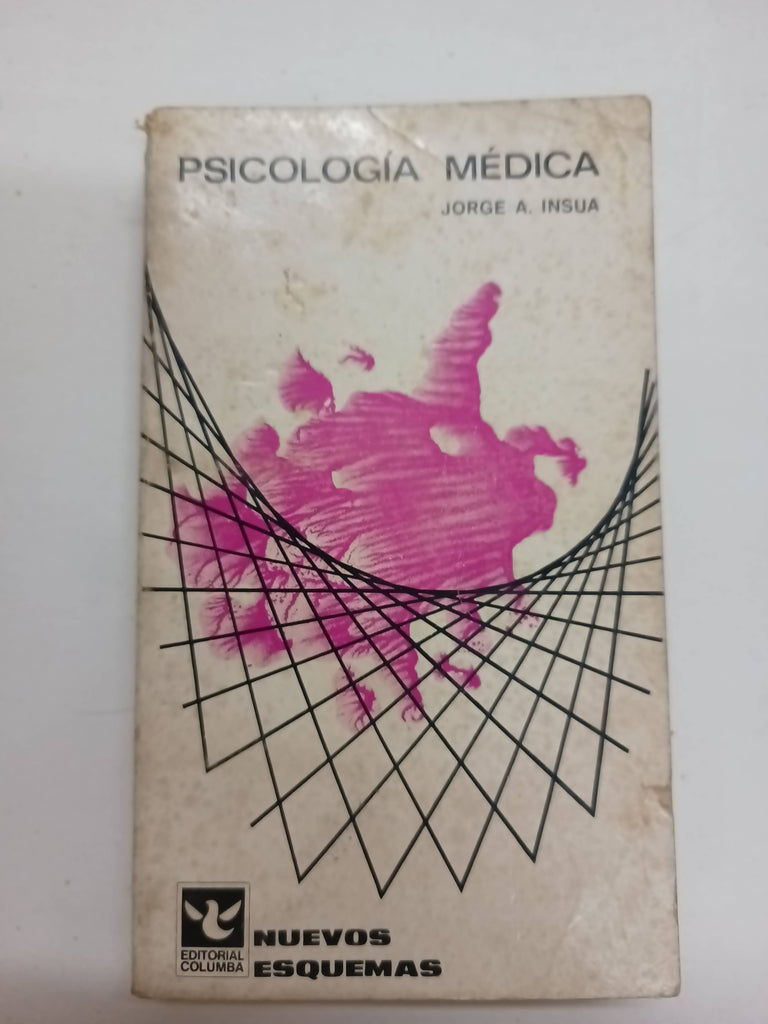 PSICOLOGÍA MÉDICA
JORGE A. INSUA
EDITORIAL
COLUMBA
NUEVOS
ESQUEMAS